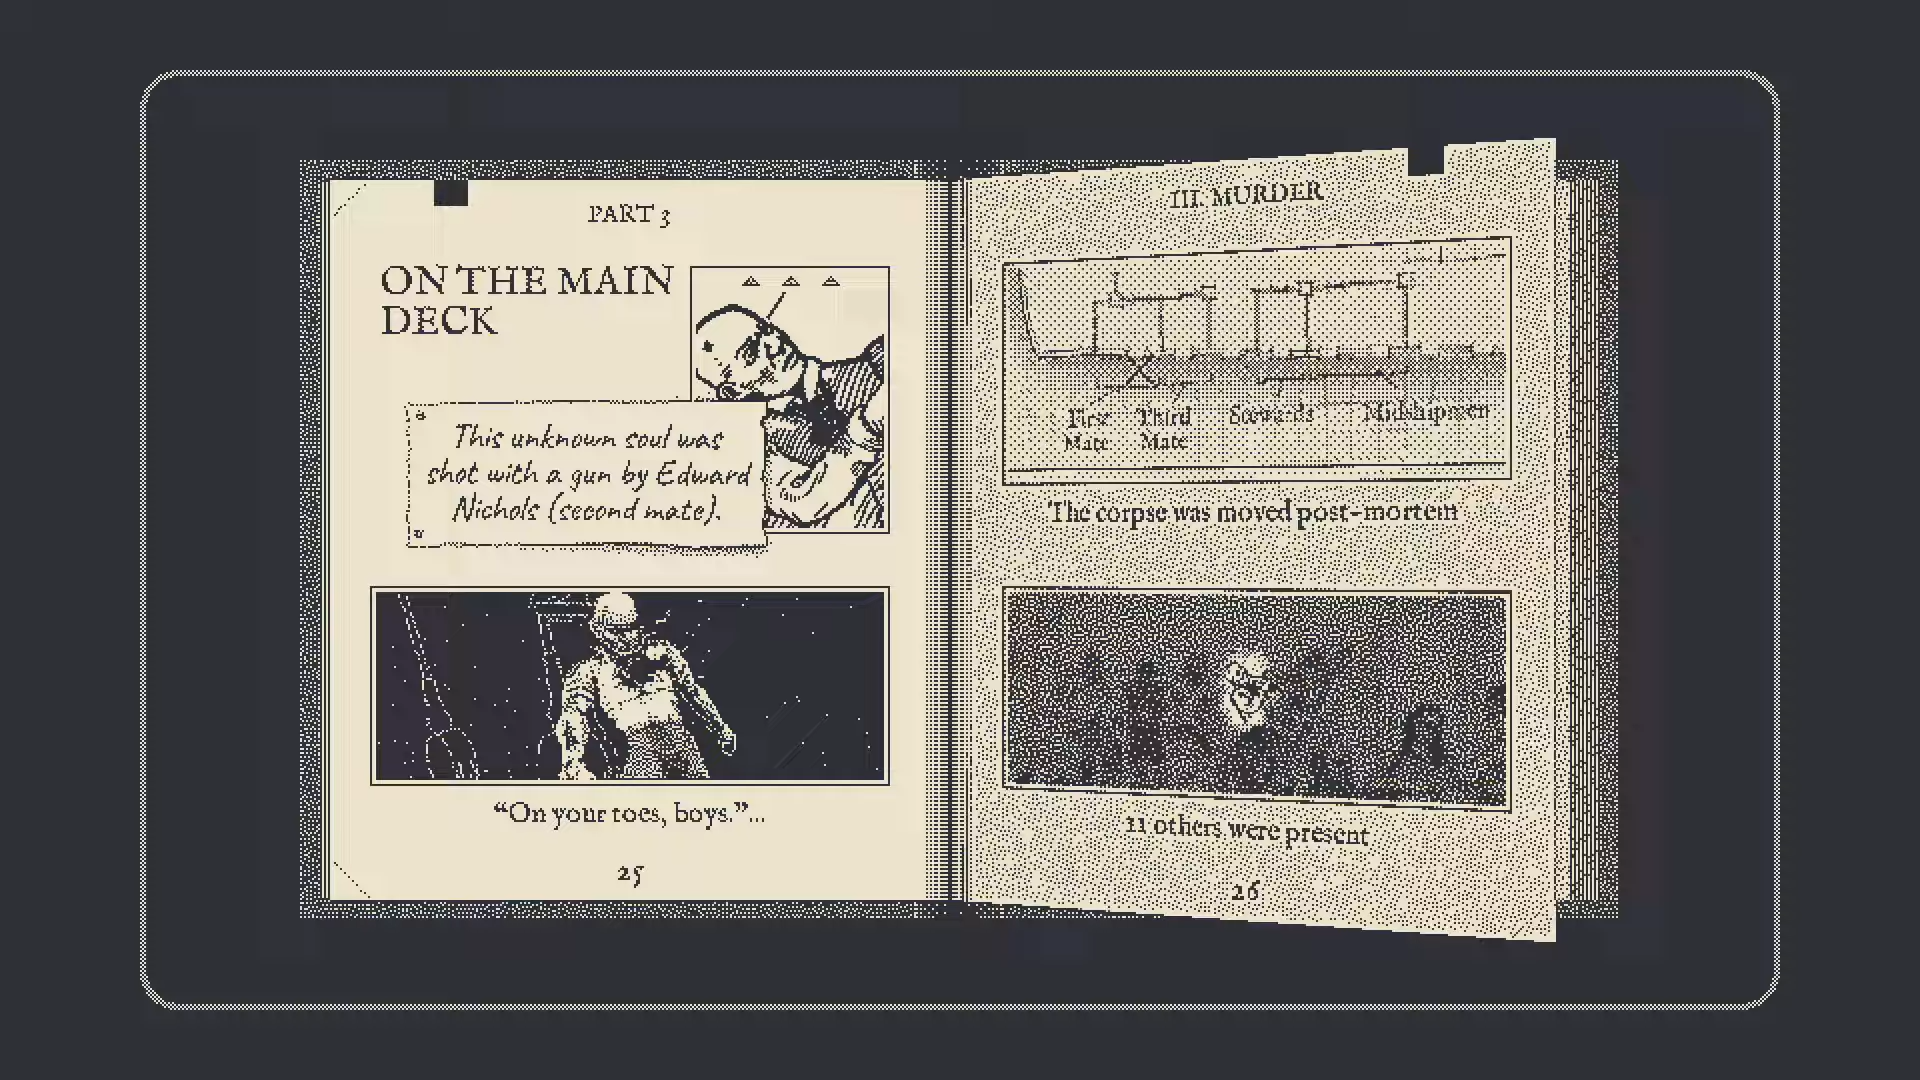 PART 3
ON THE MAIN
DECK
This unknown soul was
shot with a gun by Edward
Nichols (second mate).
“On your toes, boys.”...
25
III. MURDER
First
Mate
Third
Mate
Stewards
Midshipmen
The corpse was moved post-mortem
11 others were present
26